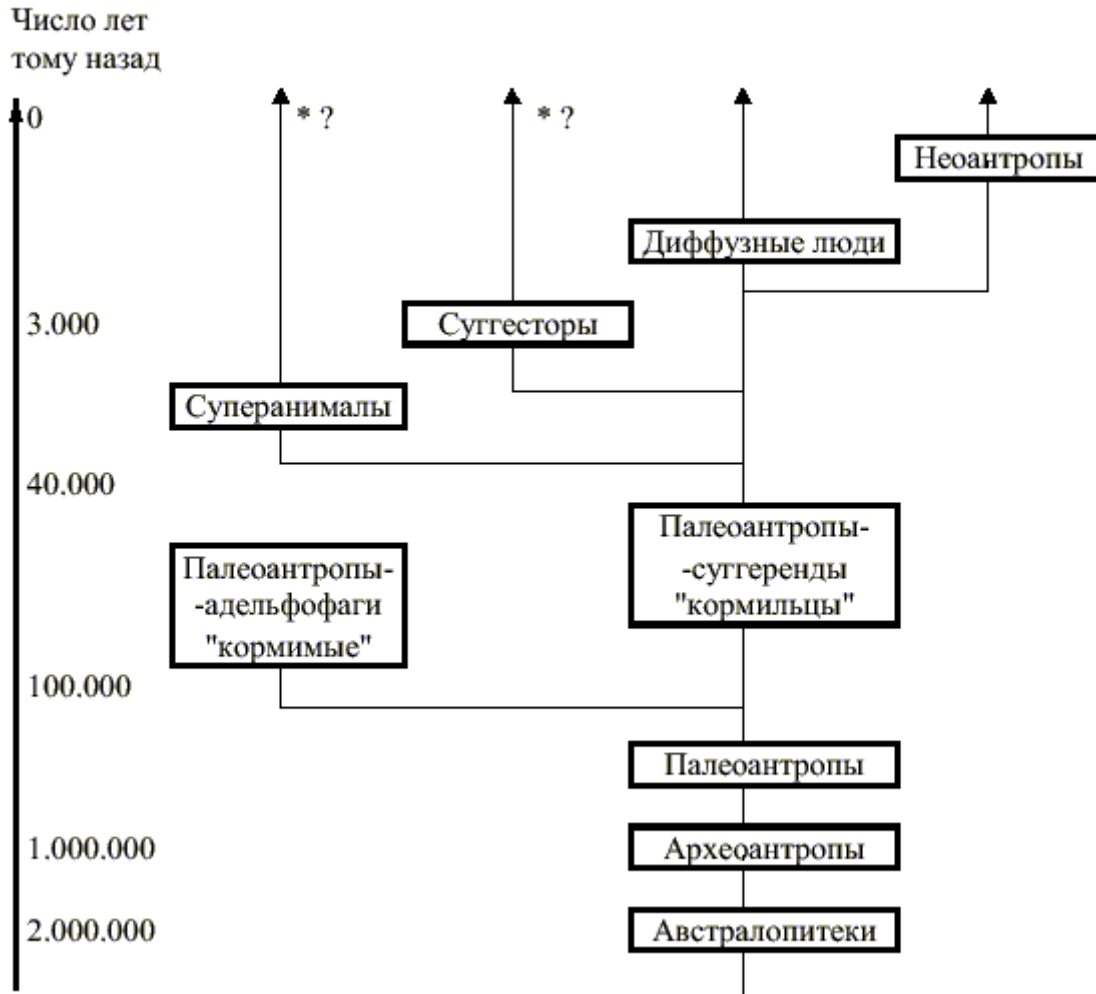 Число лет
тому назад
0
* ?
* ?
Неоантропы
Диффузные люди
3.000
Суггесторы
Суперанималы
40.000
Палеоантропы-
-адельфофаги
"кормимые"
Палеоантропы-
-суггеренды
"кормильцы"
100.000
Палеоантропы
1.000.000
Археоантропы
2.000.000
Австралопитеки